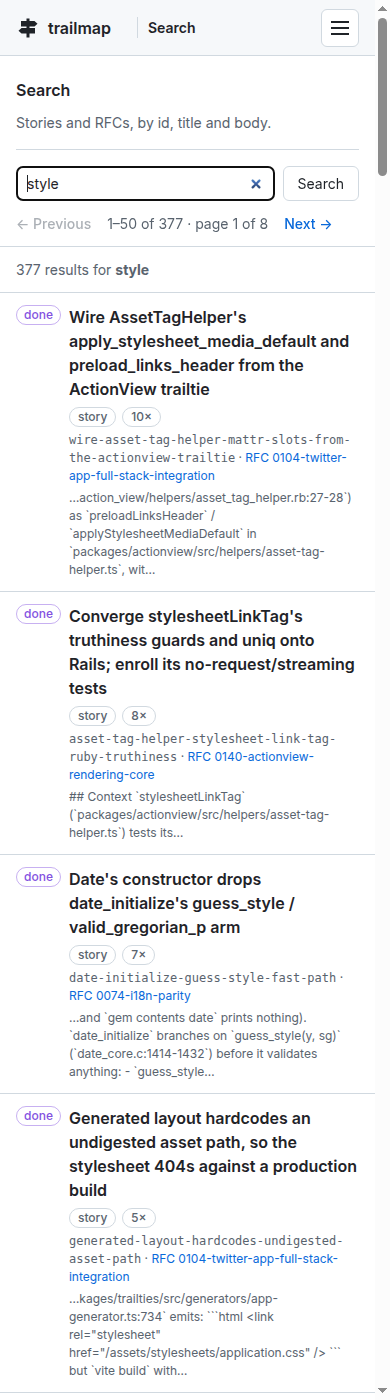 trailmap Search
Search
Stories and RFCs, by id, title and body.
style × Search
← Previous 1–50 of 377 · page 1 of 8 Next →
377 results for style
done Wire AssetTagHelper's
apply_stylesheet_media_default and
preload_links_header from the
ActionView trailtie
story 10×
wire-asset-tag-helper-mattr-slots-from-
the-actionview-trailtie · RFC 0104-twitter-
app-full-stack-integration
…action_view/helpers/asset_tag_helper.rb:27-28`)
as `preloadLinksHeader` /
`applyStylesheetMediaDefault` in
`packages/actionview/src/helpers/asset-tag-
helper.ts`, wit…
done Converge stylesheetLinkTag's
truthiness guards and uniq onto
Rails; enroll its no-request/streaming
tests
story 8×
asset-tag-helper-stylesheet-link-tag-
ruby-truthiness · RFC 0140-actionview-
rendering-core
## Context `stylesheetLinkTag`
(`packages/actionview/src/helpers/asset-tag-
helper.ts`) tests its…
done Date's constructor drops
date_initialize's guess_style /
valid_gregorian_p arm
story 7×
date-initialize-guess-style-fast-path ·
RFC 0074-i18n-parity
…and `gem contents date` prints nothing).
`date_initialize` branches on `guess_style(y, sg)`
(`date_core.c:1414-1432`) before it validates
anything: - `guess_style…
done Generated layout hardcodes an
undigested asset path, so the
stylesheet 404s against a production
build
story 5×
generated-layout-hardcodes-undigested-
asset-path · RFC 0104-twitter-app-full-stack-
integration
…kages/trailties/src/generators/app-
generator.ts:734` emits: ```html <link
rel="stylesheet"
href="/assets/stylesheets/application.css" /> ```
but `vite build` with…